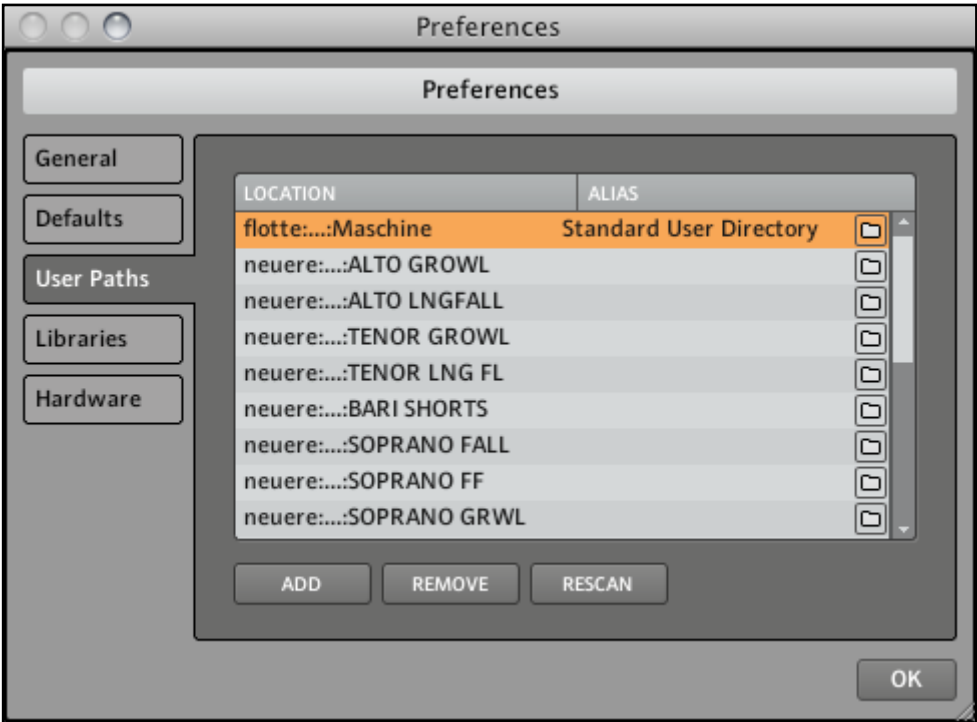 Preferences
Preferences
General
Defaults
User Paths
Libraries
Hardware
LOCATION ALIAS
flotte:...:Maschine Standard User Directory
neuere:...:ALTO GROWL
neuere:...:ALTO LNGFALL
neuere:...:TENOR GROWL
neuere:...:TENOR LNG FL
neuere:...:BARI SHORTS
neuere:...:SOPRANO FALL
neuere:...:SOPRANO FF
neuere:...:SOPRANO GRWL
ADD REMOVE RESCAN
OK